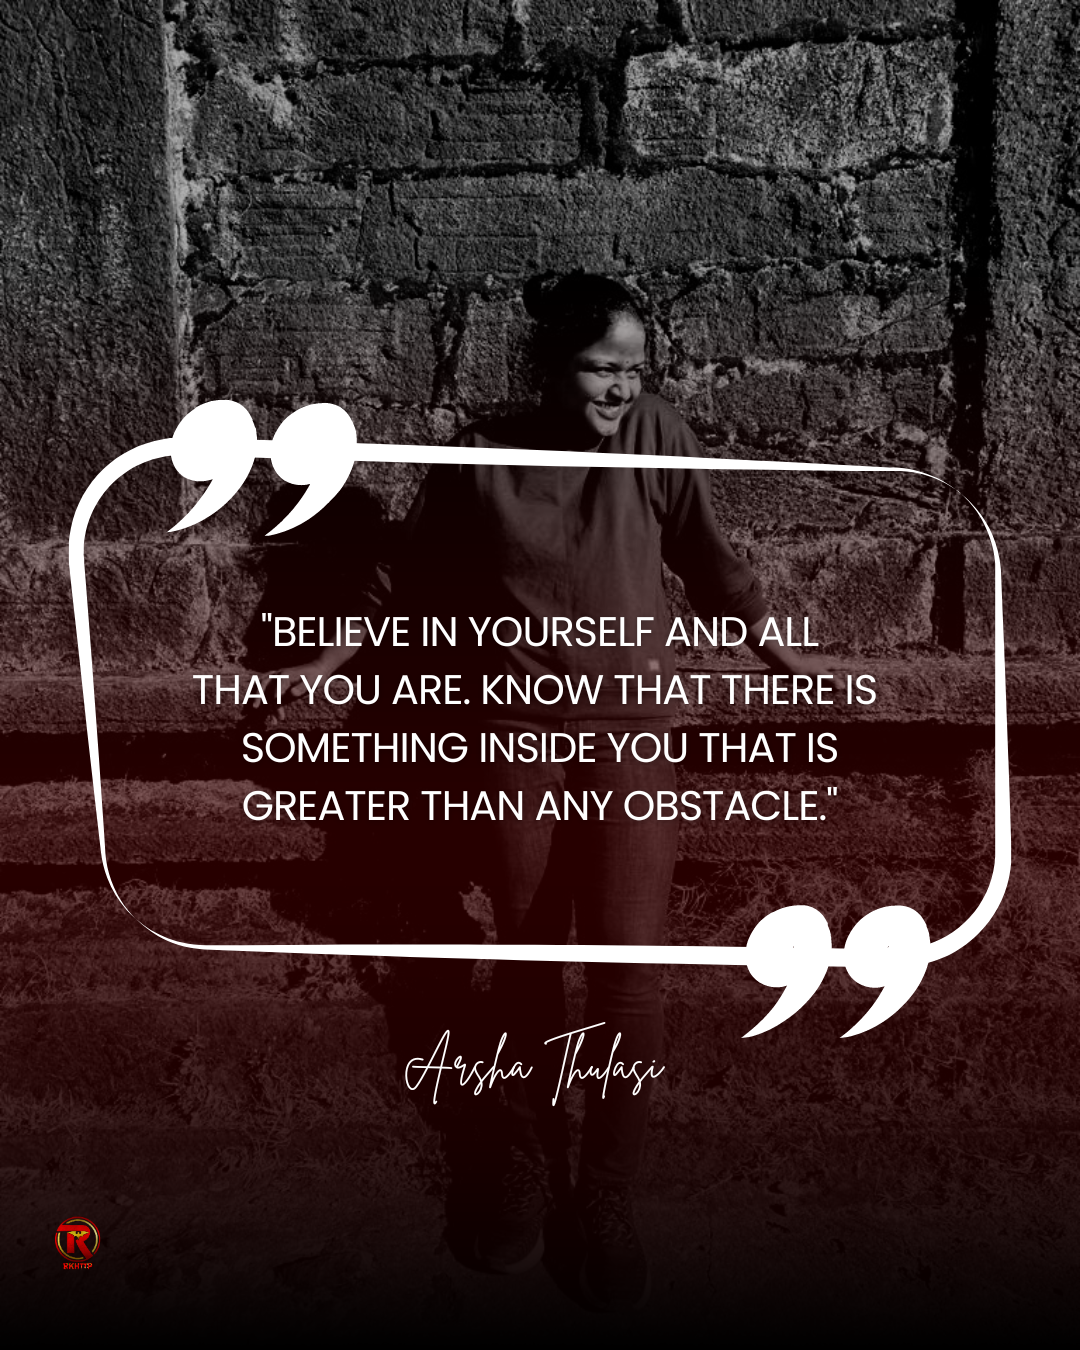 "BELIEVE IN YOURSELF AND ALL
THAT YOU ARE. KNOW THAT THERE IS
SOMETHING INSIDE YOU THAT IS
GREATER THAN ANY OBSTACLE."
Arsha Thulasi